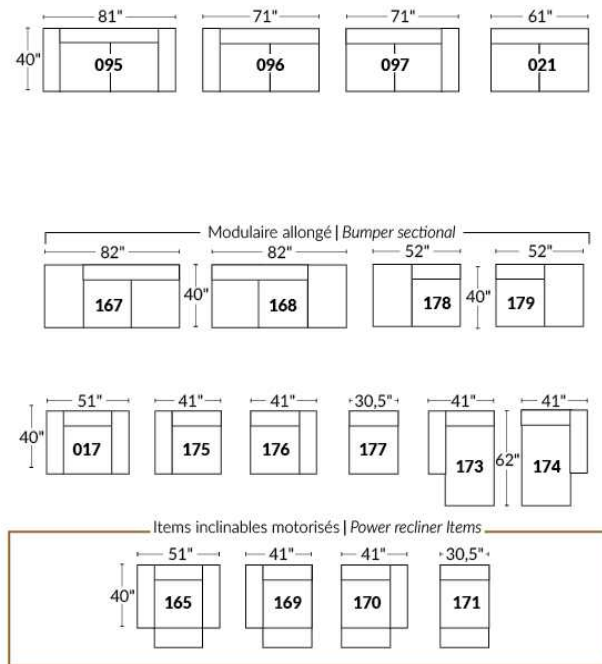 81" 71" 71" 61"
40" 095 096 097 021
Modulaire allongé | Bumper sectional
82" 82" 52" 52"
167 40" 168 178 40" 179
51" 41" 41" 30,5" 41" 41"
40" 017 175 176 177 173 62" 174
Items inclinables motorisés | Power recliner Items
51" 41" 41" 30,5"
40" 165 169 170 171